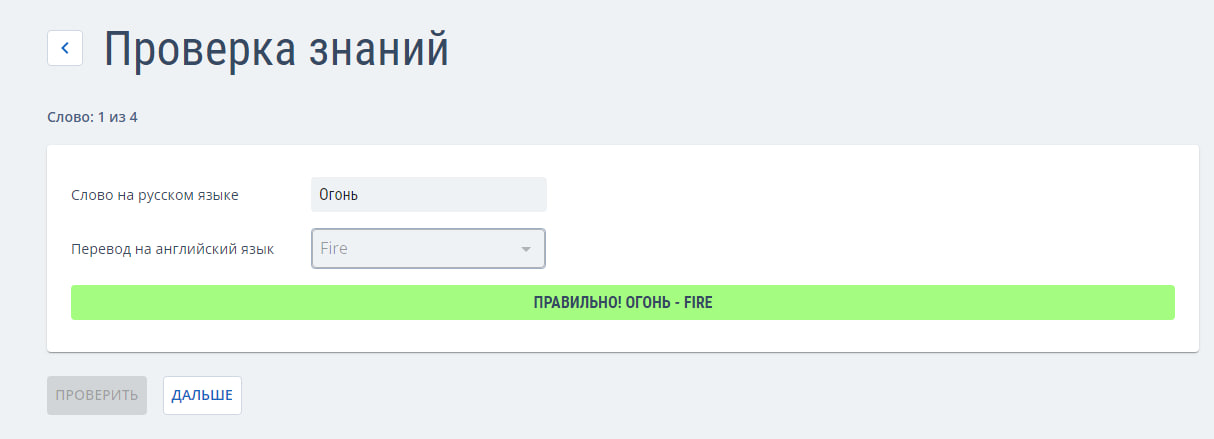 Проверка знаний
Слово: 1 из 4
Слово на русском языке Огонь
Перевод на английский язык Fire
ПРАВИЛЬНО! ОГОНЬ - FIRE
ПРОВЕРИТЬ ДАЛЬШЕ